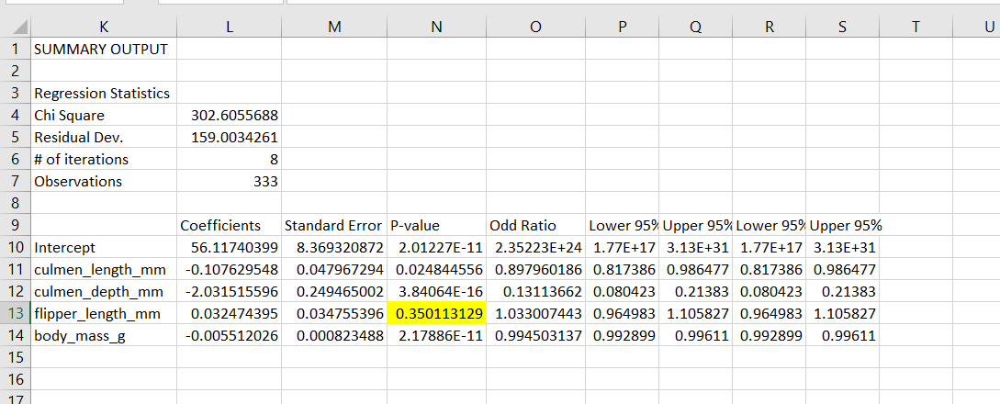 K L M N O P Q R S T U
1 SUMMARY OUTPUT
2
3 Regression Statistics
4 Chi Square 302.6055688
5 Residual Dev. 159.0034261
6 # of iterations 8
7 Observations 333
8
9 Coefficients Standard Error P-value Odd Ratio Lower 95% Upper 95% Lower 95% Upper 95%
10 Intercept 56.11740399 8.369320872 2.01227E-11 2.35223E+24 1.77E+17 3.13E+31 1.77E+17 3.13E+31
11 culmen_length_mm -0.107629548 0.047967294 0.024844556 0.897960186 0.817386 0.986477 0.817386 0.986477
12 culmen_depth_mm -2.031515596 0.249465002 3.84064E-16 0.13113662 0.080423 0.21383 0.080423 0.21383
13 flipper_length_mm 0.032474395 0.034755396 0.350113129 1.033007443 0.964983 1.105827 0.964983 1.105827
14 body_mass_g -0.005512026 0.000823488 2.17886E-11 0.994503137 0.992899 0.99611 0.992899 0.99611
15
16
17